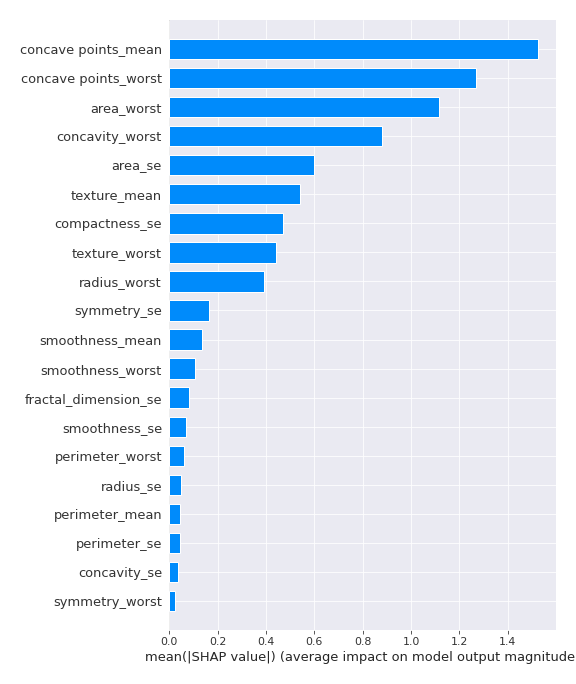 concave points_mean
concave points_worst
area_worst
concavity_worst
area_se
texture_mean
compactness_se
texture_worst
radius_worst
symmetry_se
smoothness_mean
smoothness_worst
fractal_dimension_se
smoothness_se
perimeter_worst
radius_se
perimeter_mean
perimeter_se
concavity_se
symmetry_worst
0.0 0.2 0.4 0.6 0.8 1.0 1.2 1.4
mean(|SHAP value|) (average impact on model output magnitude